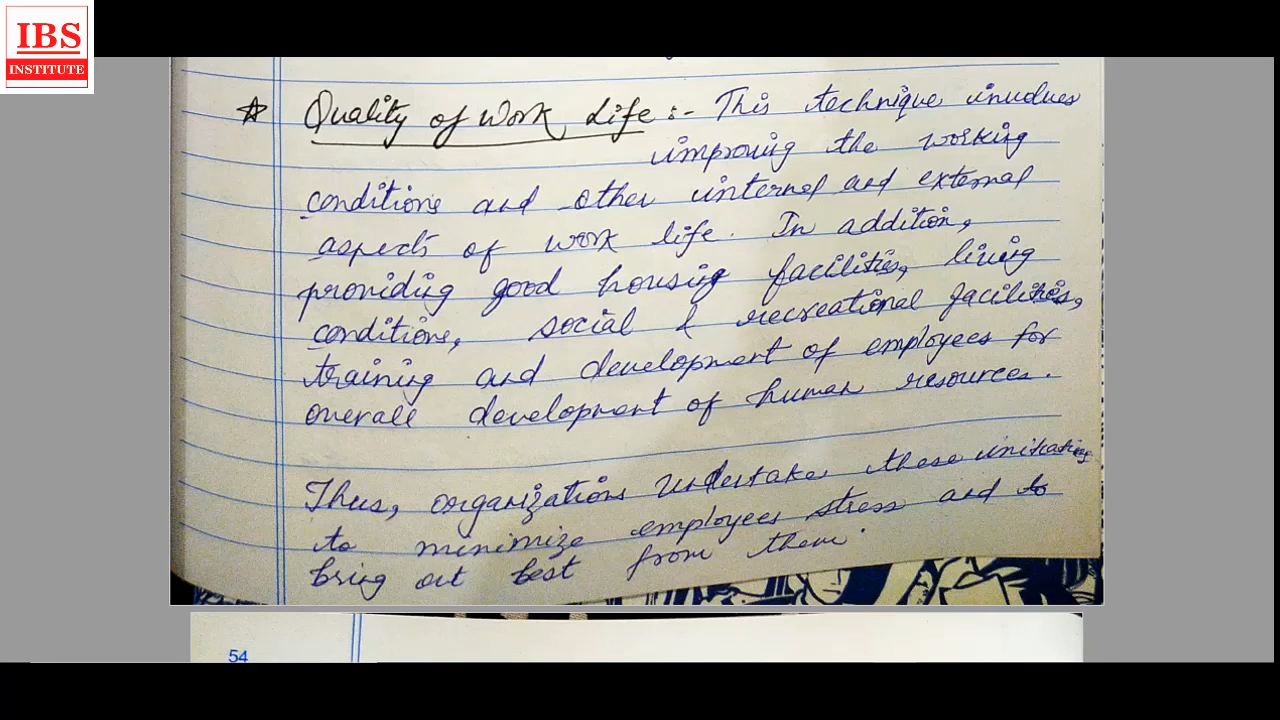 IBS
INSTITUTE
☆ Quality of Work Life :- This technique involves
improving the working
conditions and other internal and external
aspects of work life. In addition,
providing good housing facilities, living
conditions, social & recreational facilities,
training and development of employees for
overall development of human resources.
Thus, organizations undertake these
to minimize employees stress and to
bring out best from them.
54